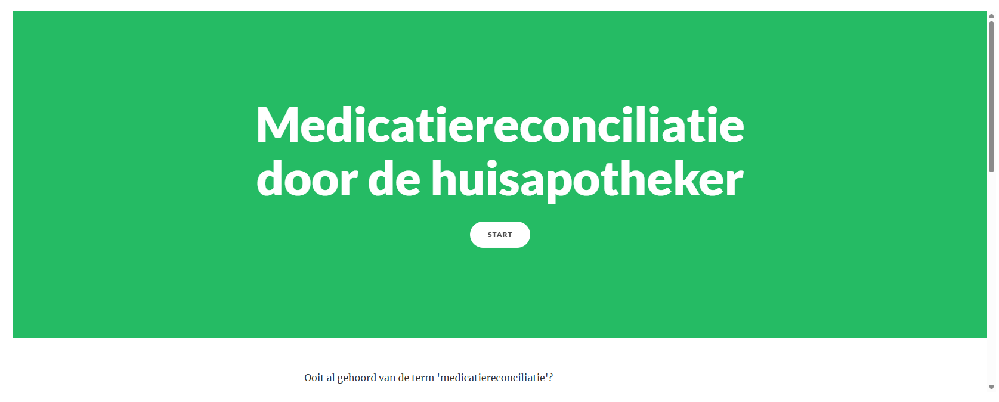 Medicatiereconciliatie
door de huisapotheker
START
Ooit al gehoord van de term 'medicatiereconciliatie'?